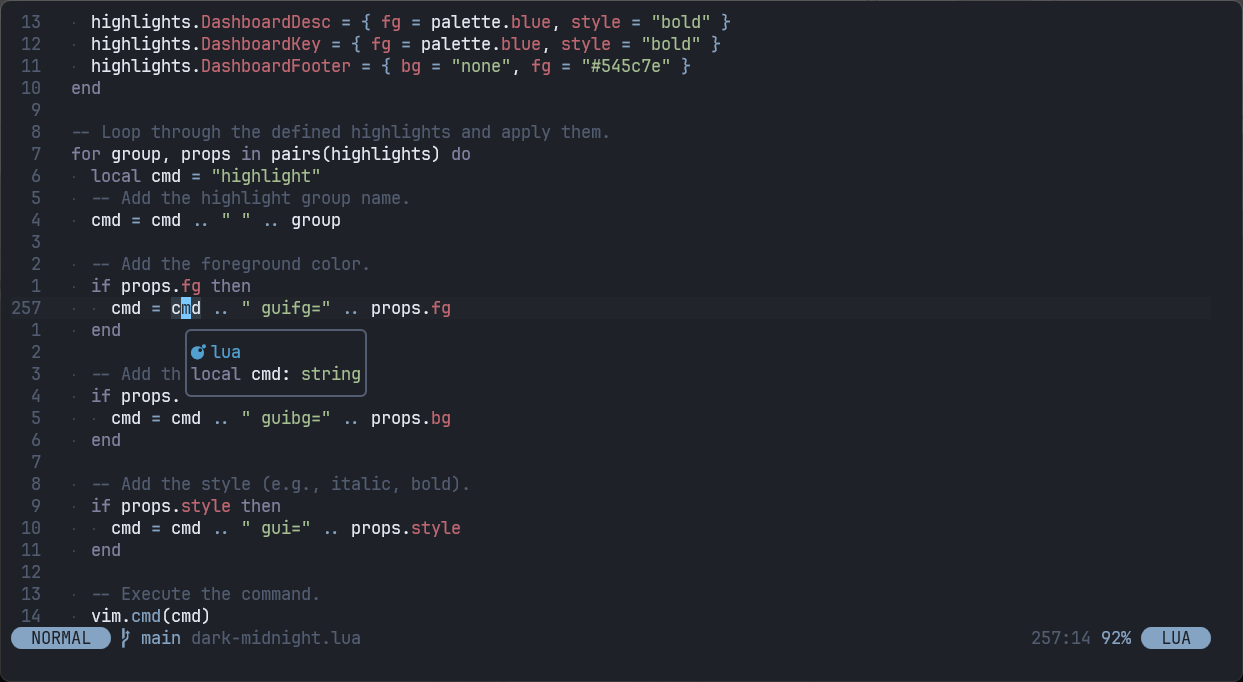 13 highlights.DashboardDesc = { fg = palette.blue, style = "bold" }
12 highlights.DashboardKey = { fg = palette.blue, style = "bold" }
11 highlights.DashboardFooter = { bg = "none", fg = "#545c7e" }
10 end
9
8 -- Loop through the defined highlights and apply them.
7 for group, props in pairs(highlights) do
6 local cmd = "highlight"
5 -- Add the highlight group name.
4 cmd = cmd .. " " .. group
3
2 -- Add the foreground color.
1 if props.fg then
257 cmd = cmd .. " guifg=" .. props.fg
1 end
2
lua
3 -- Add th
local cmd: string
4 if props.
5 cmd = cmd .. " guibg=" .. props.bg
6 end
7
8 -- Add the style (e.g., italic, bold).
9 if props.style then
10 cmd = cmd .. " gui=" .. props.style
11 end
12
13 -- Execute the command.
14 vim.cmd(cmd)
NORMAL main dark-midnight.lua 257:14 92% LUA